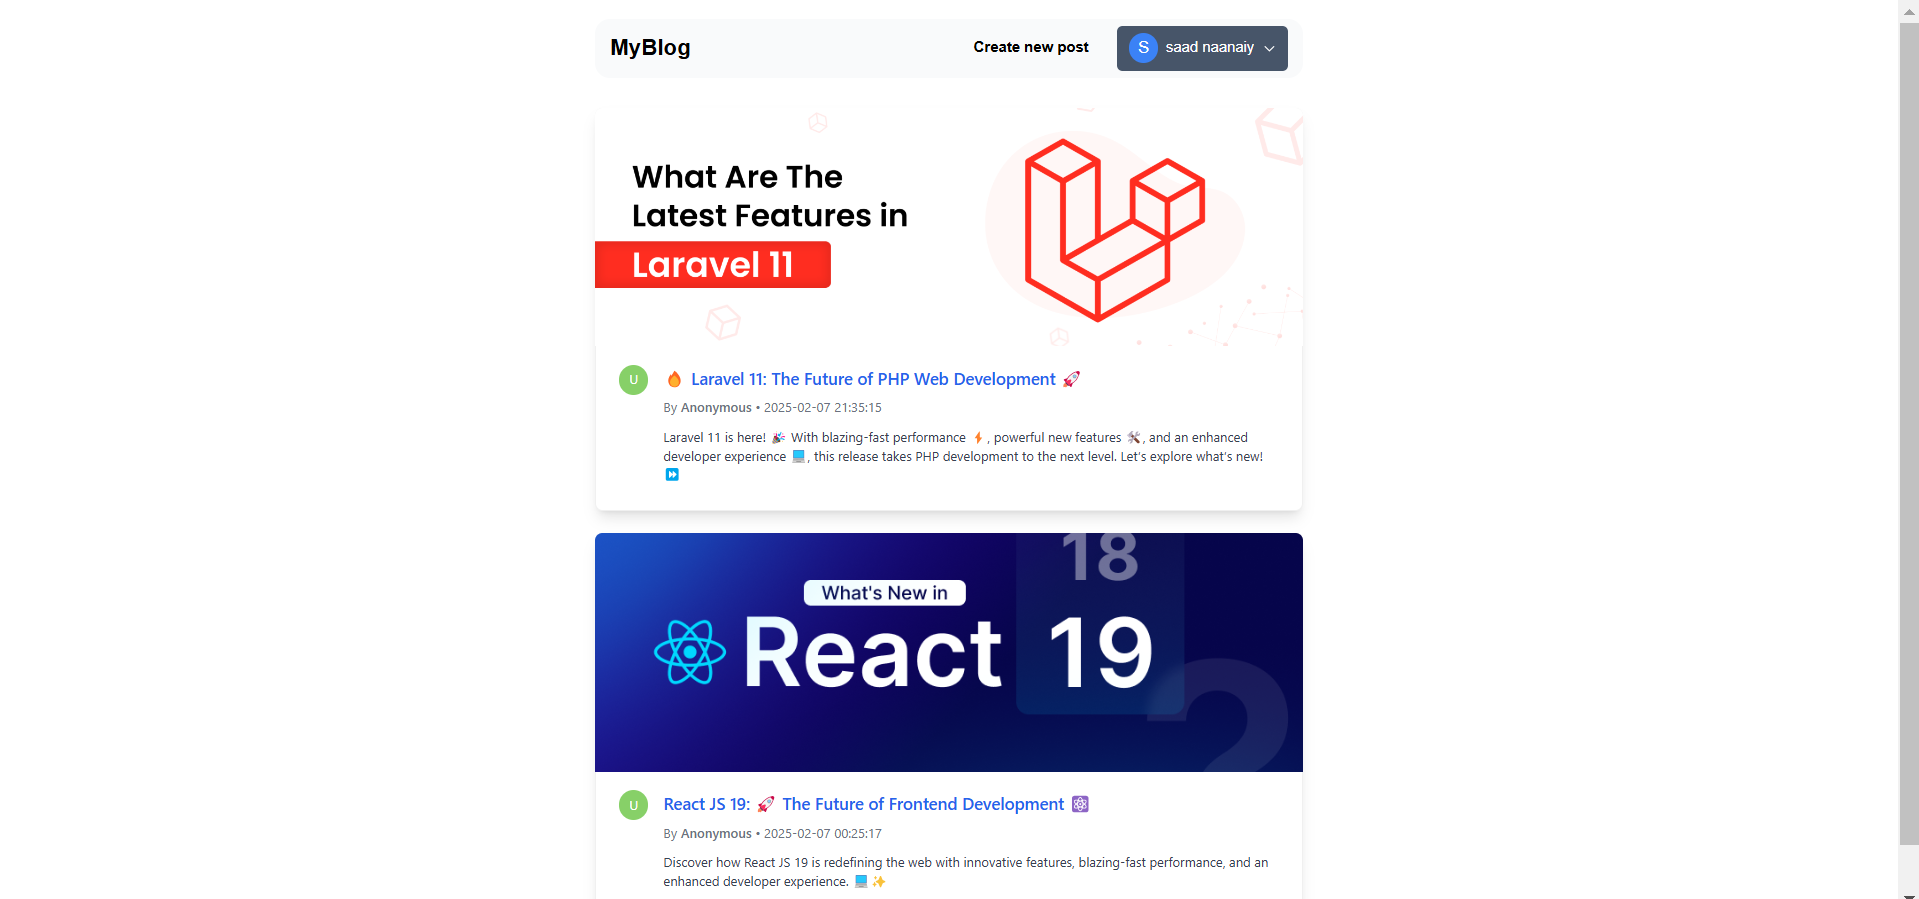 MyBlog
Create new post
S saad naanaiy
What Are The
Latest Features in
Laravel 11
U
🔥 Laravel 11: The Future of PHP Web Development 🚀
By Anonymous • 2025-02-07 21:35:15
Laravel 11 is here! 🎉 With blazing-fast performance ⚡, powerful new features 🛠️, and an enhanced
developer experience 💻, this release takes PHP development to the next level. Let’s explore what’s new!
⏩
18
What's New in
React 19
2
U
React JS 19: 🚀 The Future of Frontend Development ⚛️
By Anonymous • 2025-02-07 00:25:17
Discover how React JS 19 is redefining the web with innovative features, blazing-fast performance, and an
enhanced developer experience. 💻✨